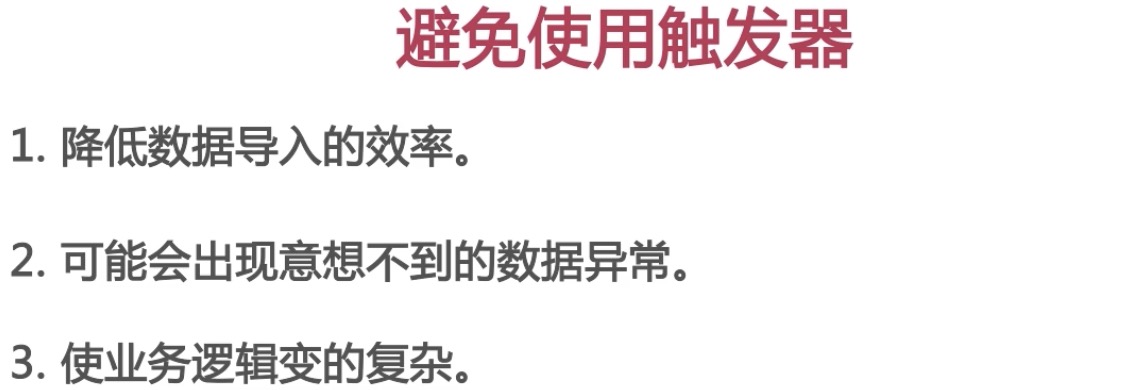 避免使用触发器
1. 降低数据导入的效率。
2. 可能会出现意想不到的数据异常。
3. 使业务逻辑变的复杂。